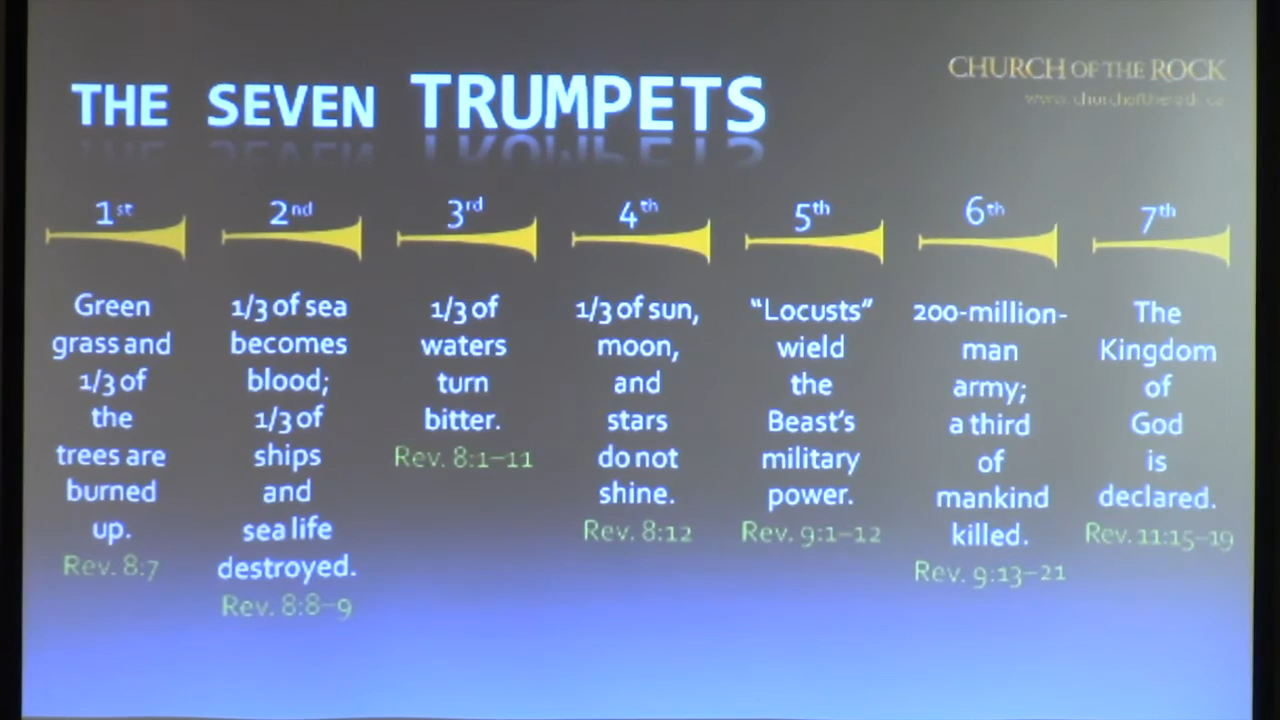 CHURCH OF THE ROCK
THE SEVEN TRUMPETS
1st
Green
grass and
1/3 of
the
trees are
burned
up.
Rev. 8:7
2nd
1/3 of sea
becomes
blood;
1/3 of
ships
and
sea life
destroyed.
Rev. 8:8–9
3rd
1/3 of
waters
turn
bitter.
Rev. 8:1–11
4th
1/3 of sun,
moon,
and
stars
do not
shine.
Rev. 8:12
5th
“Locusts”
wield
the
Beast’s
military
power.
Rev. 9:1–12
6th
200-million-
man
army;
a third
of
mankind
killed.
Rev. 9:13–21
7th
The
Kingdom
of
God
is
declared.
Rev. 11:15–19